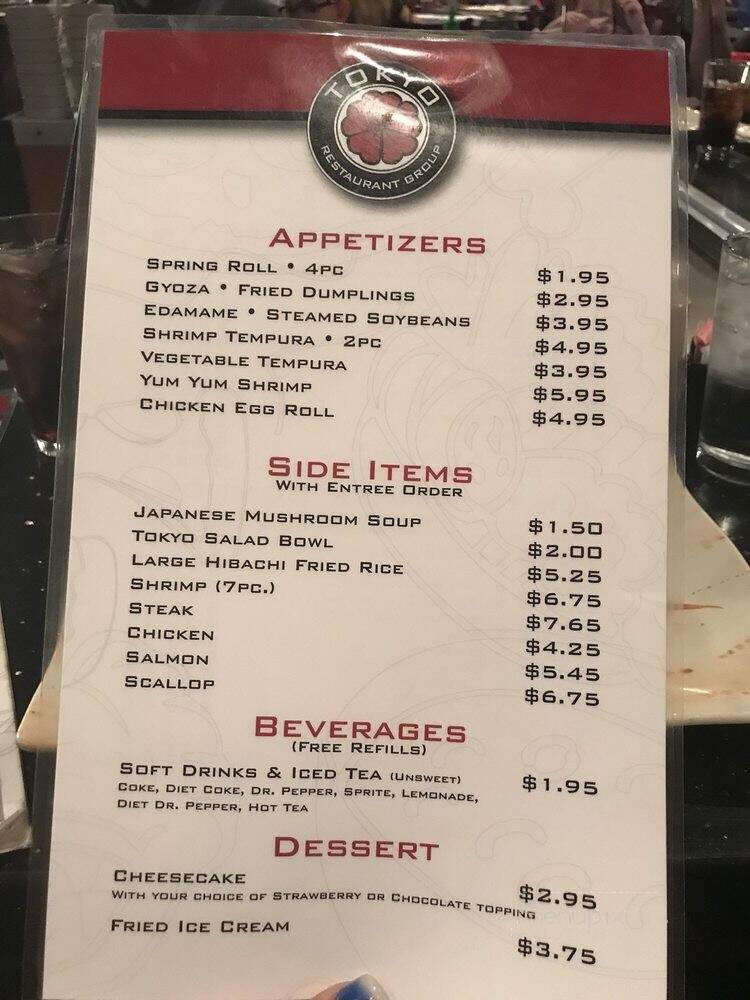 TOKYO
RESTAURANT GROUP
APPETIZERS
SPRING ROLL • 4PC $1.95
GYOZA • FRIED DUMPLINGS $2.95
EDAMAME • STEAMED SOYBEANS $3.95
SHRIMP TEMPURA • 2PC $4.95
VEGETABLE TEMPURA $3.95
YUM YUM SHRIMP $5.95
CHICKEN EGG ROLL $4.95
SIDE ITEMS
WITH ENTREE ORDER
JAPANESE MUSHROOM SOUP $1.50
TOKYO SALAD BOWL $2.00
LARGE HIBACHI FRIED RICE $5.25
SHRIMP (7PC.) $6.75
STEAK $7.65
CHICKEN $4.25
SALMON $5.45
SCALLOP $6.75
BEVERAGES
(FREE REFILLS)
SOFT DRINKS & ICED TEA (UNSWEET) $1.95
COKE, DIET COKE, DR. PEPPER, SPRITE, LEMONADE,
DIET DR. PEPPER, HOT TEA
DESSERT
CHEESECAKE $2.95
WITH YOUR CHOICE OF STRAWBERRY OR CHOCOLATE TOPPING
FRIED ICE CREAM $3.75